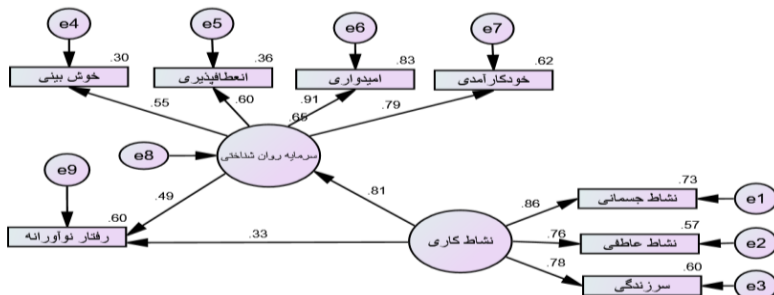 e4
e5
e6
e7
.30
خوش بینی
.36
انعطافپذیری
.83
امیدواری
.62
خودکارآمدی
.55
.60
.91
.79
.65
سرمایه روان شناختی
e8
e9
.49
.81
.60
رفتار نوآورانه
.33
نشاط کاری
.86
.73
نشاط جسمانی
e1
.76
.57
نشاط عاطفی
e2
.78
.60
سرزندگی
e3